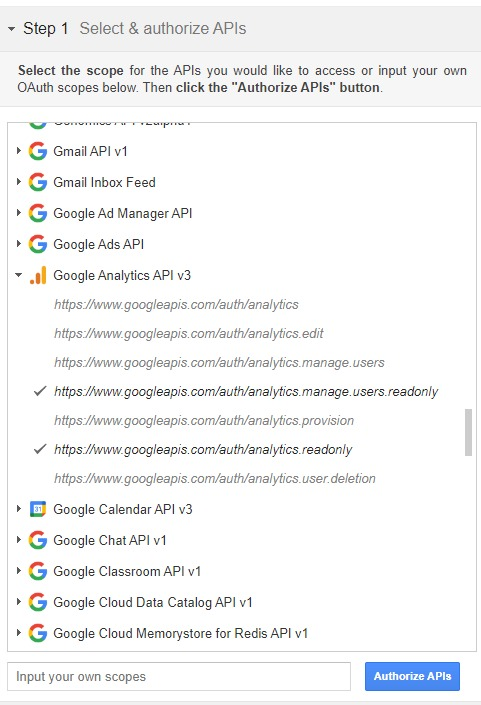 Step 1 Select & authorize APIs
Select the scope for the APIs you would like to access or input your own
OAuth scopes below. Then click the "Authorize APIs" button.
Gmail API v1
Gmail Inbox Feed
Google Ad Manager API
Google Ads API
Google Analytics API v3
https://www.googleapis.com/auth/analytics
https://www.googleapis.com/auth/analytics.edit
https://www.googleapis.com/auth/analytics.manage.users
https://www.googleapis.com/auth/analytics.manage.users.readonly
https://www.googleapis.com/auth/analytics.provision
https://www.googleapis.com/auth/analytics.readonly
https://www.googleapis.com/auth/analytics.user.deletion
31 Google Calendar API v3
Google Chat API v1
Google Classroom API v1
Google Cloud Data Catalog API v1
Google Cloud Memorystore for Redis API v1
Input your own scopes Authorize APIs